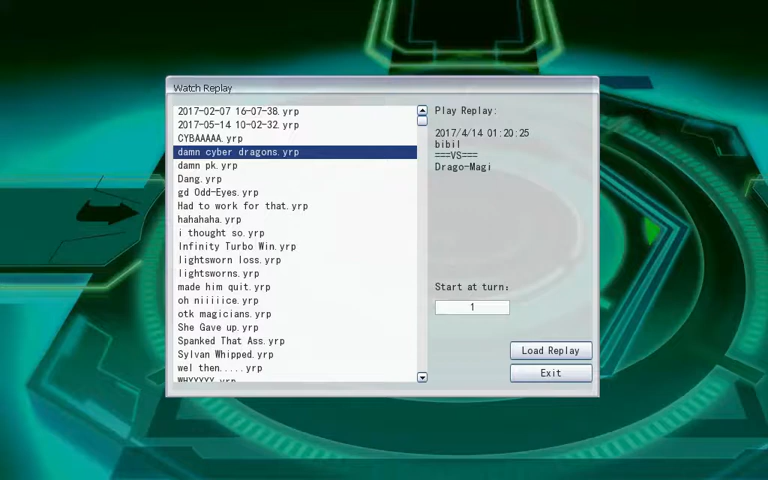 Watch Replay
2017-02-07 16-07-38.yrp
2017-05-14 10-02-32.yrp
CYBAAAAA.yrp
damn cyber dragons.yrp
damn pk.yrp
Dang.yrp
gd Odd-Eyes.yrp
Had to work for that.yrp
hahahaha.yrp
i thought so.yrp
Infinity Turbo Win.yrp
lightsworn loss.yrp
lightsworns.yrp
made him quit.yrp
oh niiiiice.yrp
otk magicians.yrp
She Gave up.yrp
Spanked That Ass.yrp
Sylvan Whipped.yrp
wel then.....yrp
WHYYYYY.yrp
Play Replay:
2017/4/14 01:20:25
bibil
===VS===
Drago-Magi
Start at turn:
1
Load Replay
Exit